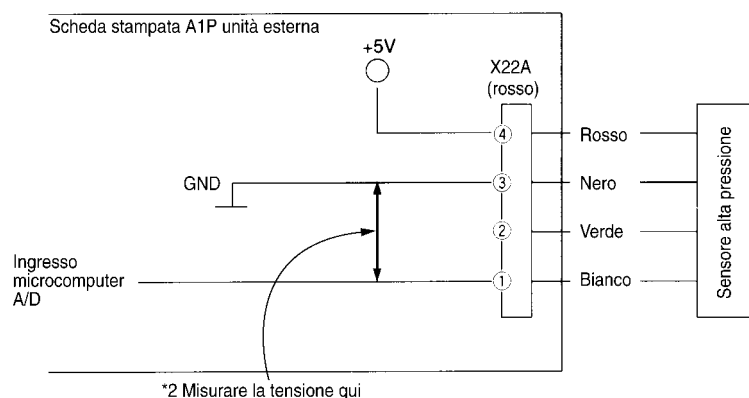 Scheda stampata A1P unità esterna
+5V
X22A
(rosso)
④ Rosso
GND ③ Nero
② Verde
Ingresso
microcomputer
A/D
① Bianco
Sensore alta pressione
*2 Misurare la tensione qui